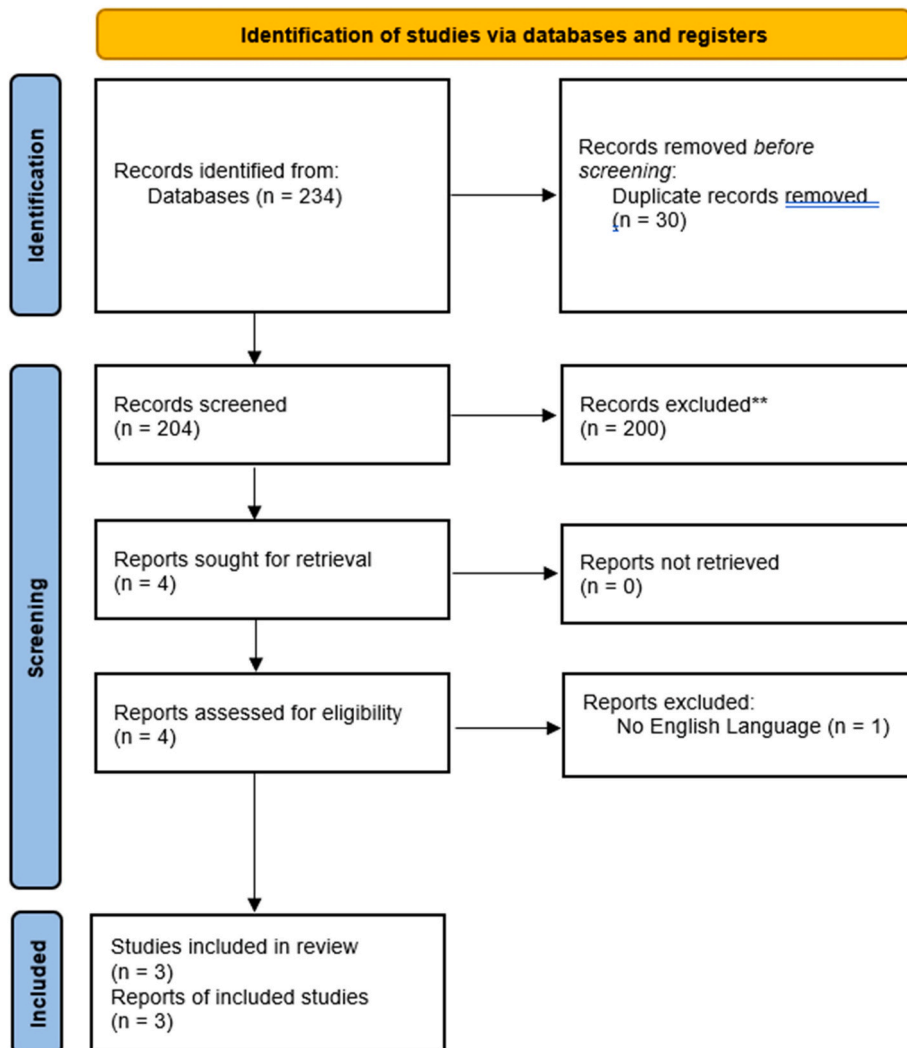 Identification of studies via databases and registers
Identification
Records identified from:
Databases (n = 234)
Records removed before
screening:
Duplicate records removed
(n = 30)
Screening
Records screened
(n = 204)
Records excluded**
(n = 200)
Reports sought for retrieval
(n = 4)
Reports not retrieved
(n = 0)
Reports assessed for eligibility
(n = 4)
Reports excluded:
No English Language (n = 1)
Included
Studies included in review
(n = 3)
Reports of included studies
(n = 3)